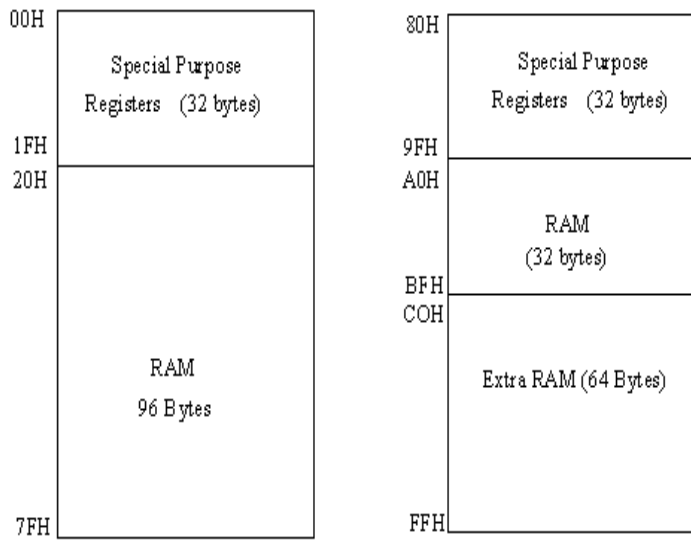 00H
Special Purpose
Registers (32 bytes)
1FH
20H
RAM
96 Bytes
7FH
80H
Special Purpose
Registers (32 bytes)
9FH
A0H
RAM
(32 bytes)
BFH
COH
Extra RAM (64 Bytes)
FFH